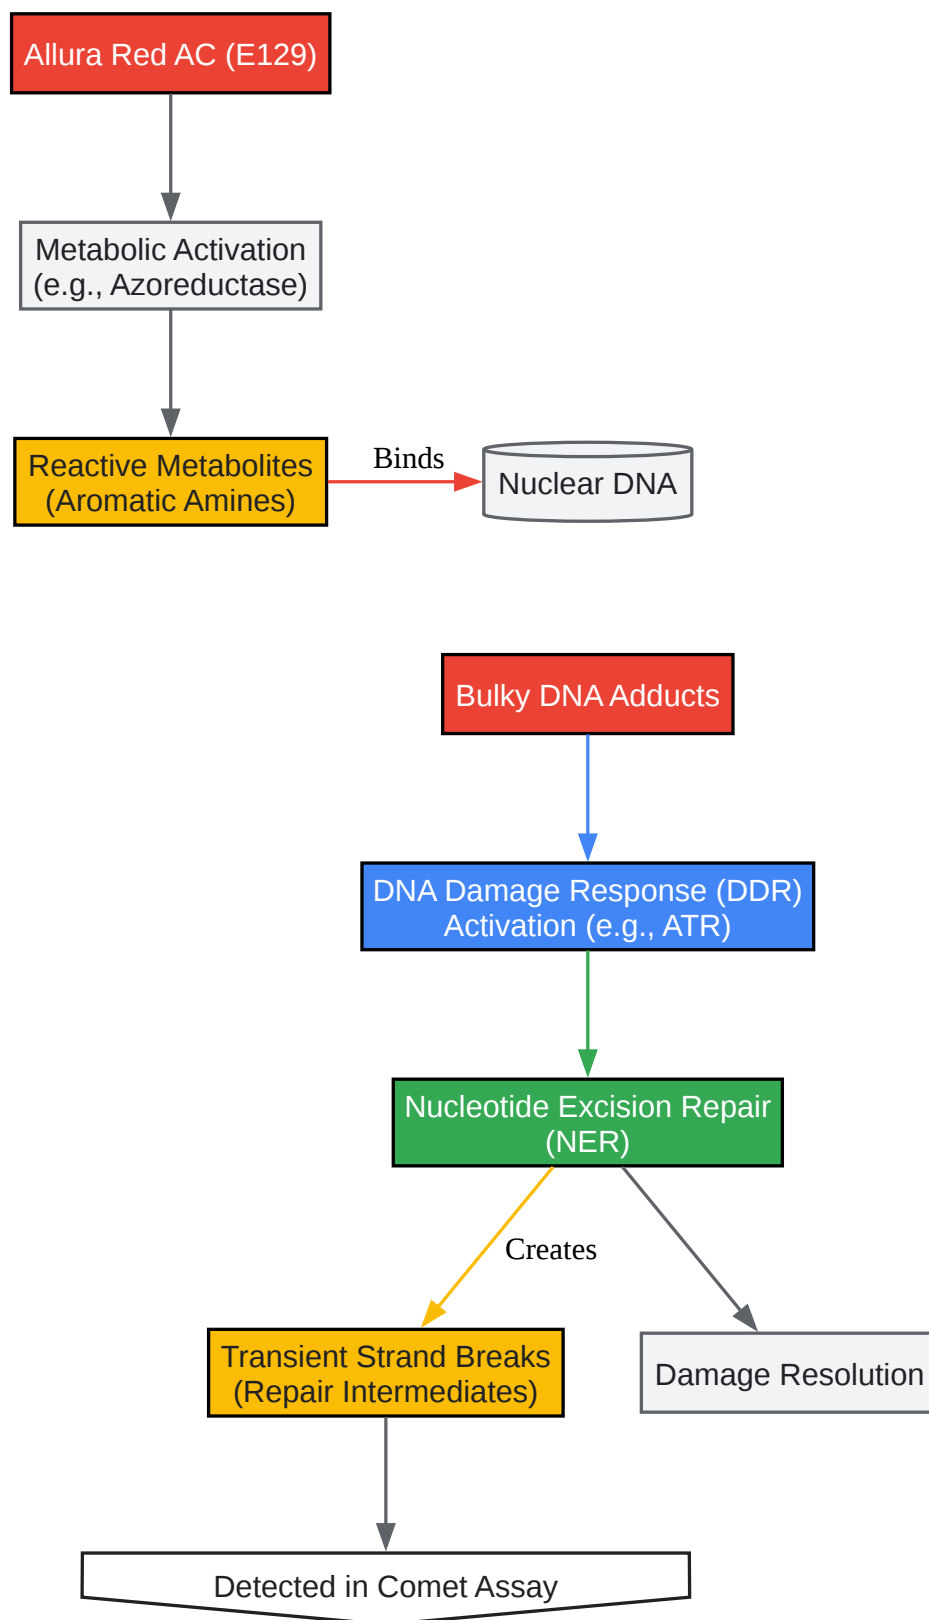 Allura Red AC (E129)
Metabolic Activation
(e.g., Azoreductase)
Reactive Metabolites
(Aromatic Amines)
Binds
Nuclear DNA
Bulky DNA Adducts
DNA Damage Response (DDR)
Activation (e.g., ATR)
Nucleotide Excision Repair
(NER)
Creates
Transient Strand Breaks
(Repair Intermediates)
Damage Resolution
Detected in Comet Assay